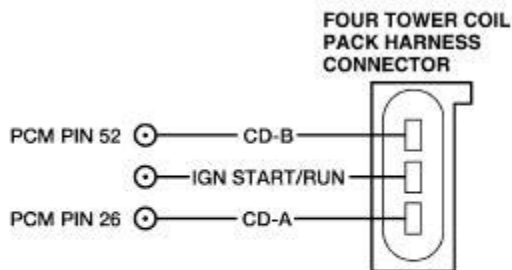 FOUR TOWER COIL
PACK HARNESS
CONNECTOR
PCM PIN 52 CD-B
IGN START/RUN
PCM PIN 26 CD-A